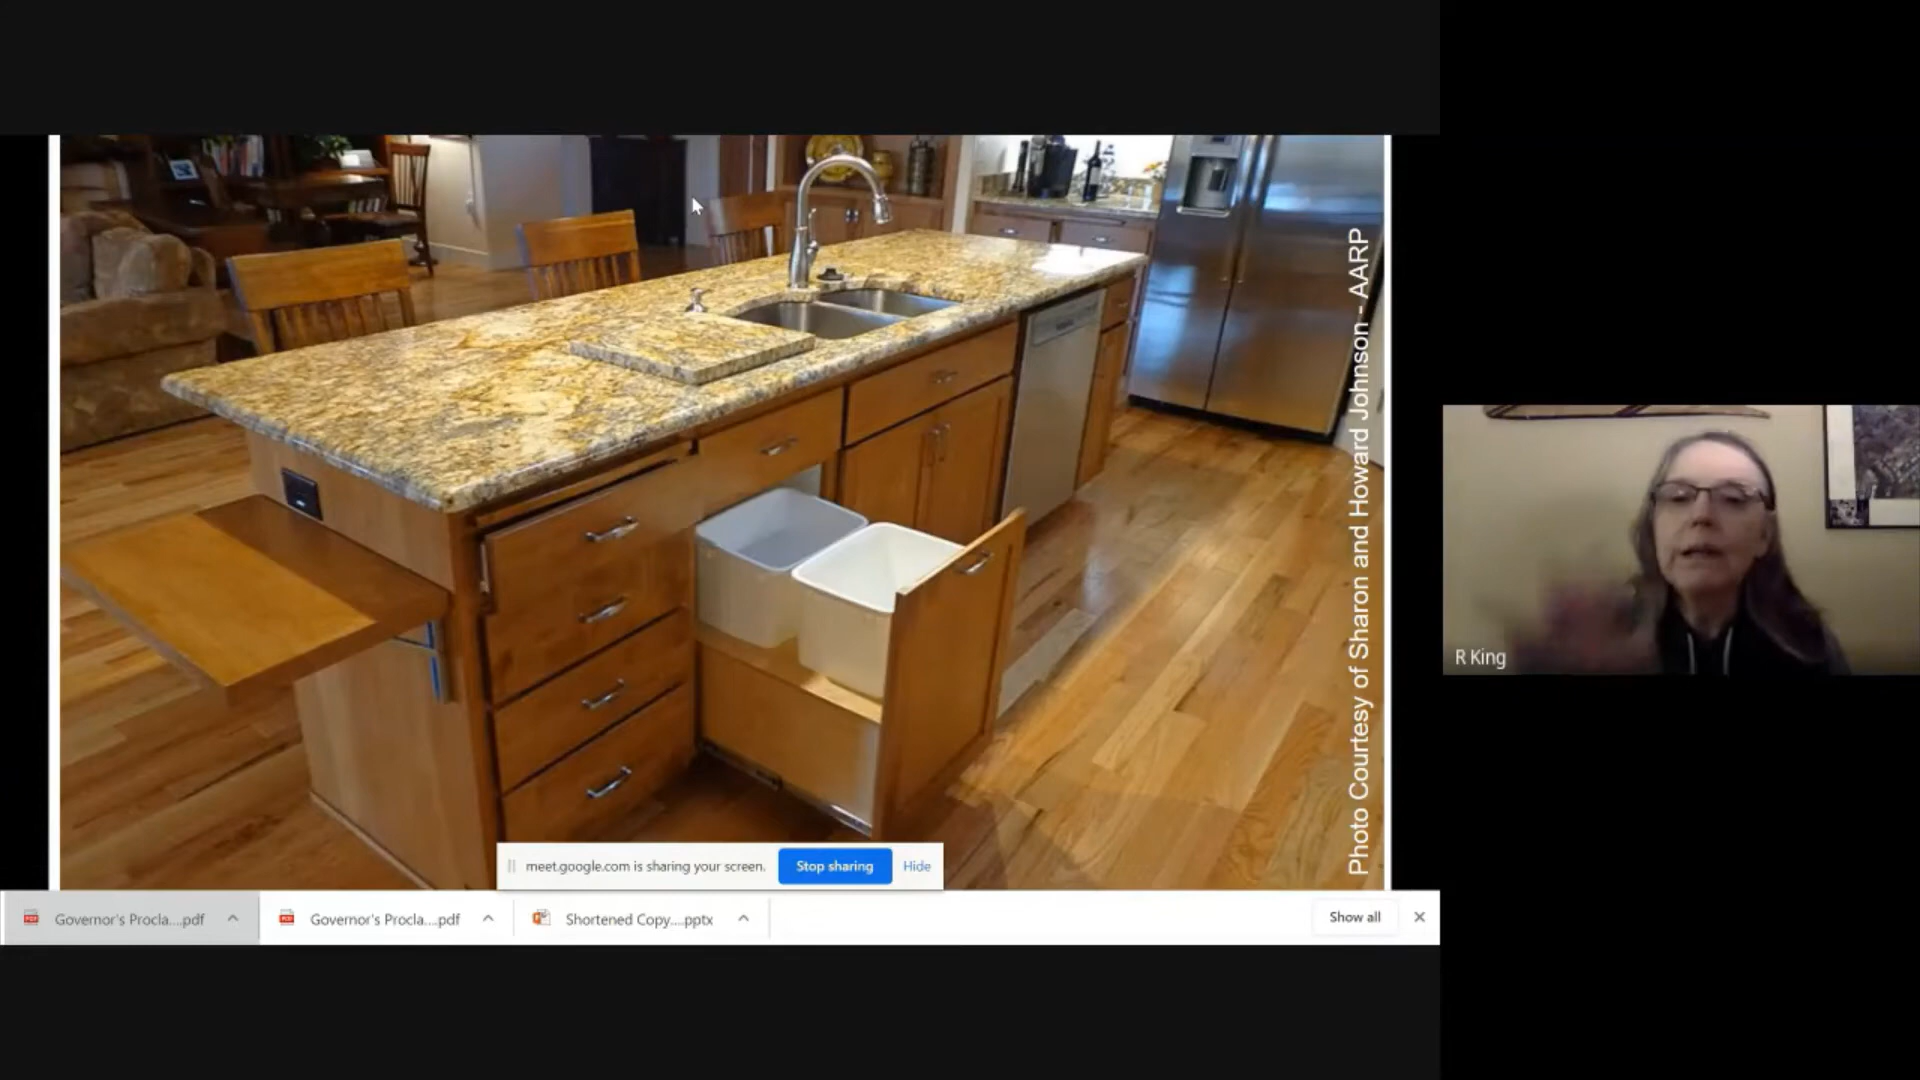 Photo Courtesy of Sharon and Howard Johnson - AARP
R King
meet.google.com is sharing your screen.
Stop sharing
Hide
Governor's Procla....pdf
Governor's Procla....pdf
Shortened Copy....pptx
Show all